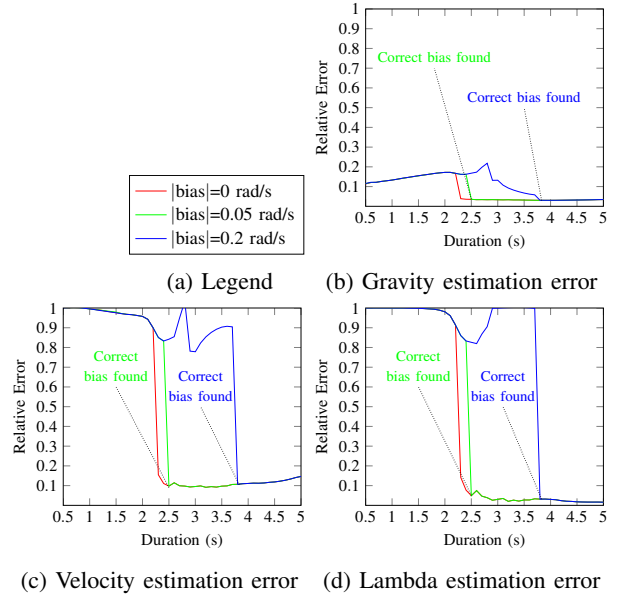 1
0.9
0.8
0.7
0.6
0.5
0.4
0.3
0.2
0.1
Relative Error
Correct bias found
Correct bias found
0.5 1 1.5 2 2.5 3 3.5 4 4.5 5
Duration (s)
|bias|=0 rad/s
|bias|=0.05 rad/s
|bias|=0.2 rad/s
(a) Legend
(b) Gravity estimation error
1
0.9
0.8
0.7
0.6
0.5
0.4
0.3
0.2
0.1
Relative Error
Correct
bias found
Correct
bias found
0.5 1 1.5 2 2.5 3 3.5 4 4.5 5
Duration (s)
(c) Velocity estimation error
1
0.9
0.8
0.7
0.6
0.5
0.4
0.3
0.2
0.1
Relative Error
Correct
bias found
Correct
bias found
0.5 1 1.5 2 2.5 3 3.5 4 4.5 5
Duration (s)
(d) Lambda estimation error